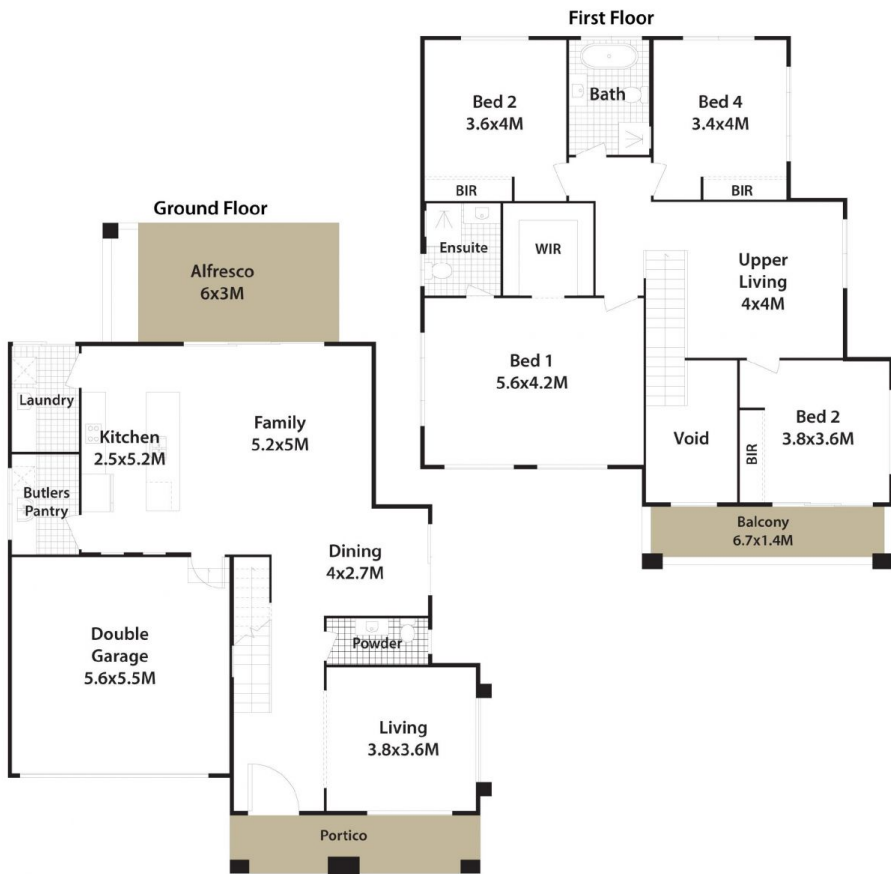 First Floor
Bed 2
3.6x4M
Bath
Bed 4
3.4x4M
BIR
BIR
Ensuite
WIR
Upper
Living
4x4M
Bed 1
5.6x4.2M
Void
BIR
Bed 2
3.8x3.6M
Balcony
6.7x1.4M
Ground Floor
Alfresco
6x3M
Laundry
Kitchen
2.5x5.2M
Family
5.2x5M
Butlers
Pantry
Dining
4x2.7M
Double
Garage
5.6x5.5M
Powder
Living
3.8x3.6M
Portico